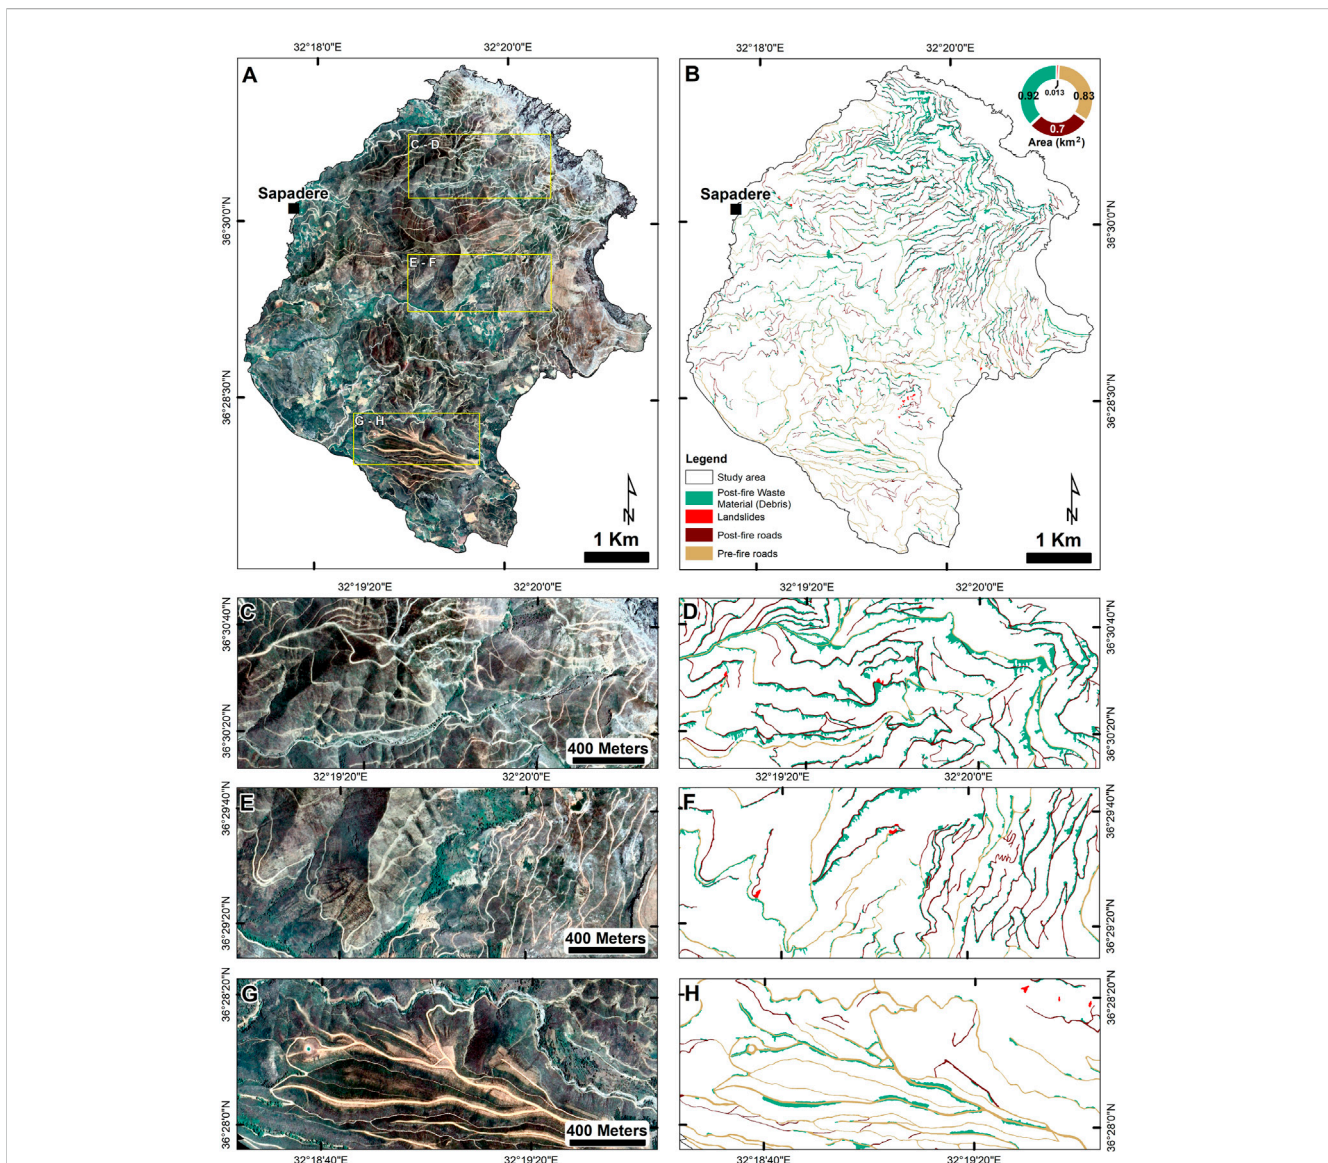 32°18'0"E
32°20'0"E
32°18'0"E
32°20'0"E
A
C - D
Sapadere
E - F
G - H
1 Km
36°30'0"N
36°28'30"N
B
0.92
0.013
0.83
0.7
Area (km²)
Sapadere
Legend
Study area
Post-fire Waste
Material (Debris)
Landslides
Post-fire roads
Pre-fire roads
1 Km
36°30'0"N
36°28'30"N
32°19'20"E
32°20'0"E
32°19'20"E
32°20'0"E
C
36°30'40"N
36°30'20"N
400 Meters
D
36°30'40"N
36°30'20"N
32°19'20"E
32°20'0"E
32°19'20"E
32°20'0"E
E
36°29'40"N
36°29'20"N
400 Meters
F
36°29'40"N
36°29'20"N
G
36°28'20"N
36°28'0"N
400 Meters
H
36°28'20"N
36°28'0"N
32°18'40"E
32°19'20"E
32°18'40"E
32°19'20"E